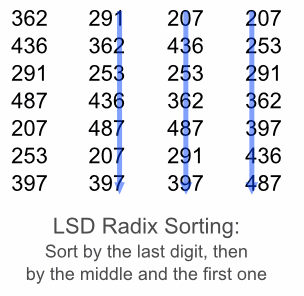 362 291 207 207
436 362 436 253
291 253 253 291
487 436 362 362
207 487 487 397
253 207 291 436
397 397 397 487
LSD Radix Sorting:
Sort by the last digit, then
by the middle and the first one